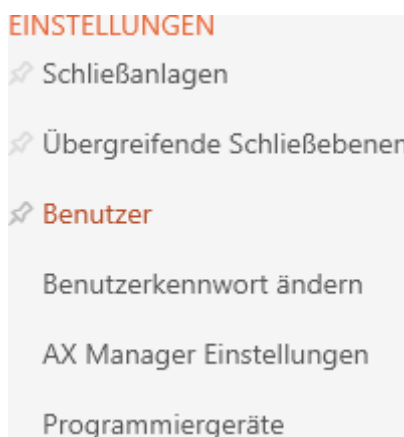 EINSTELLUNGEN
Schließanlagen
Übergreifende Schließebenen
Benutzer
Benutzerkennwort ändern
AX Manager Einstellungen
Programmiergeräte